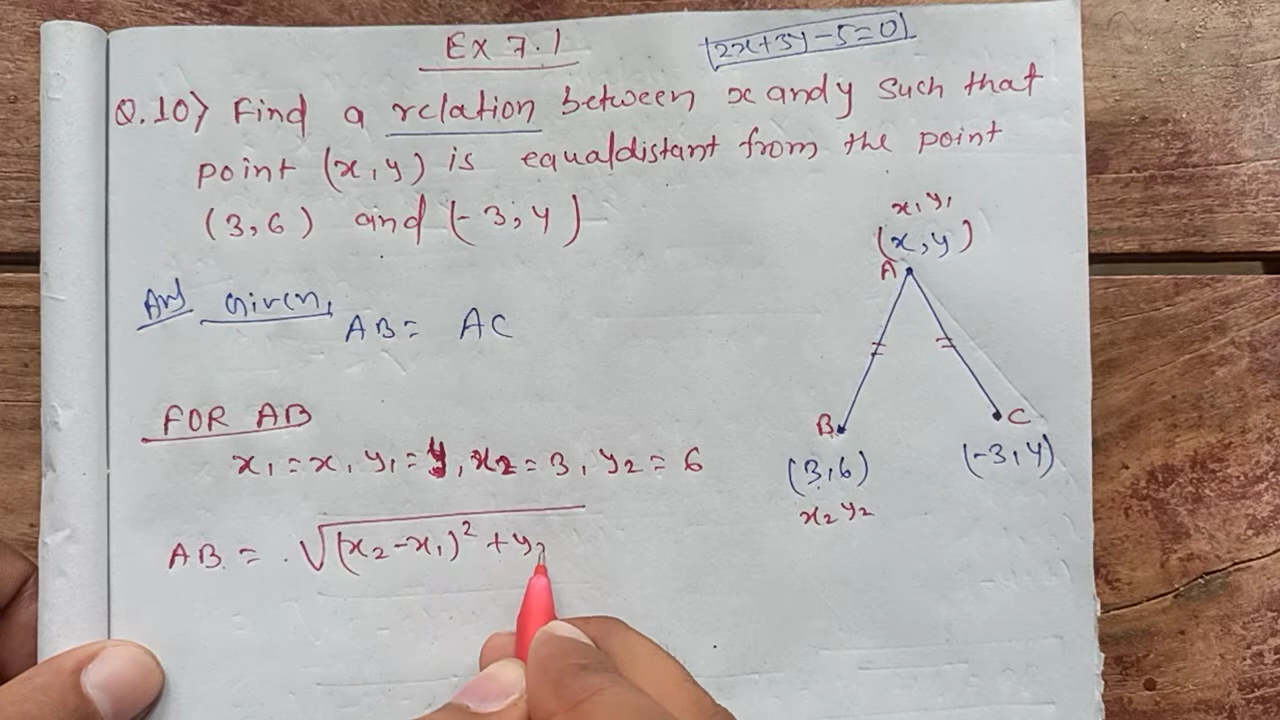 Ex 7.1
2x+3y-5=0
Q.10) Find a relation between x and y such that
point (x,y) is equaldistant from the point
(3,6) and (-3,4)
Ans Given, AB = AC
x1 y1
(x,y)
A
B
C
(3,6)
(-3,4)
x2 y2
FOR AB
x1 = x, y1 = y, x2 = 3, y2 = 6
AB = √(x2-x1)² + y2